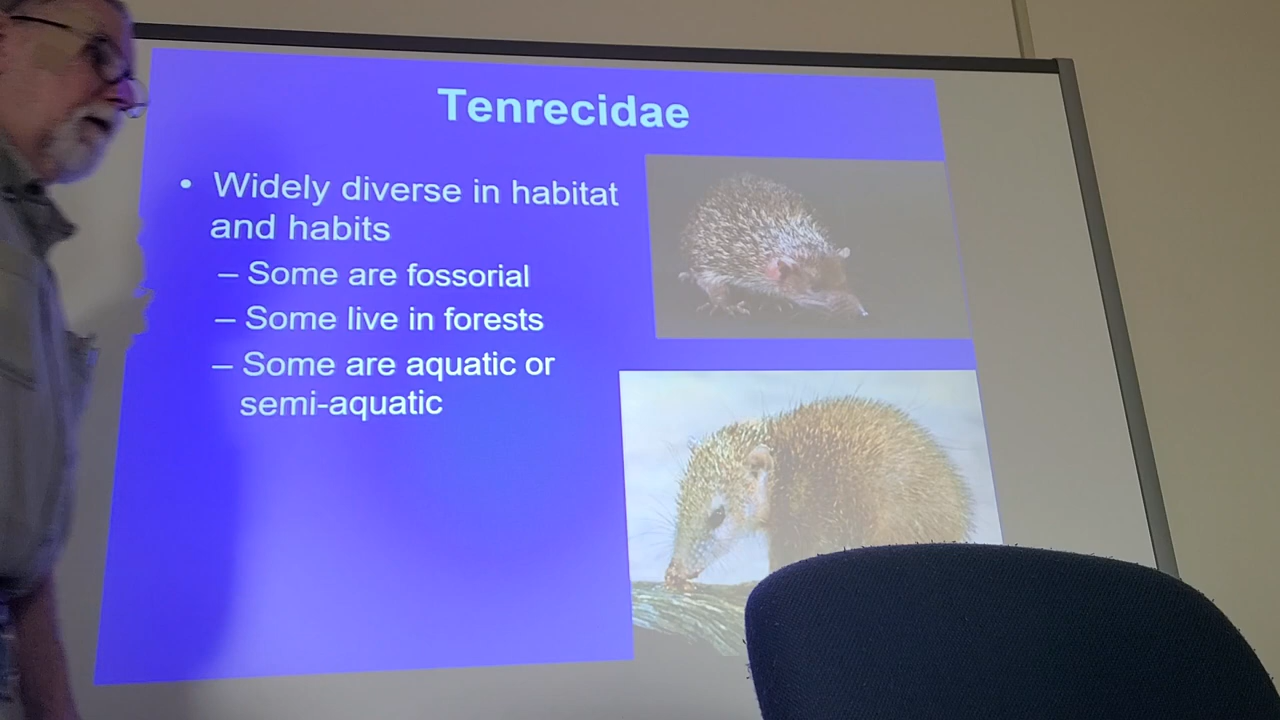 Tenrecidae
• Widely diverse in habitat
and habits
– Some are fossorial
– Some live in forests
– Some are aquatic or
semi-aquatic